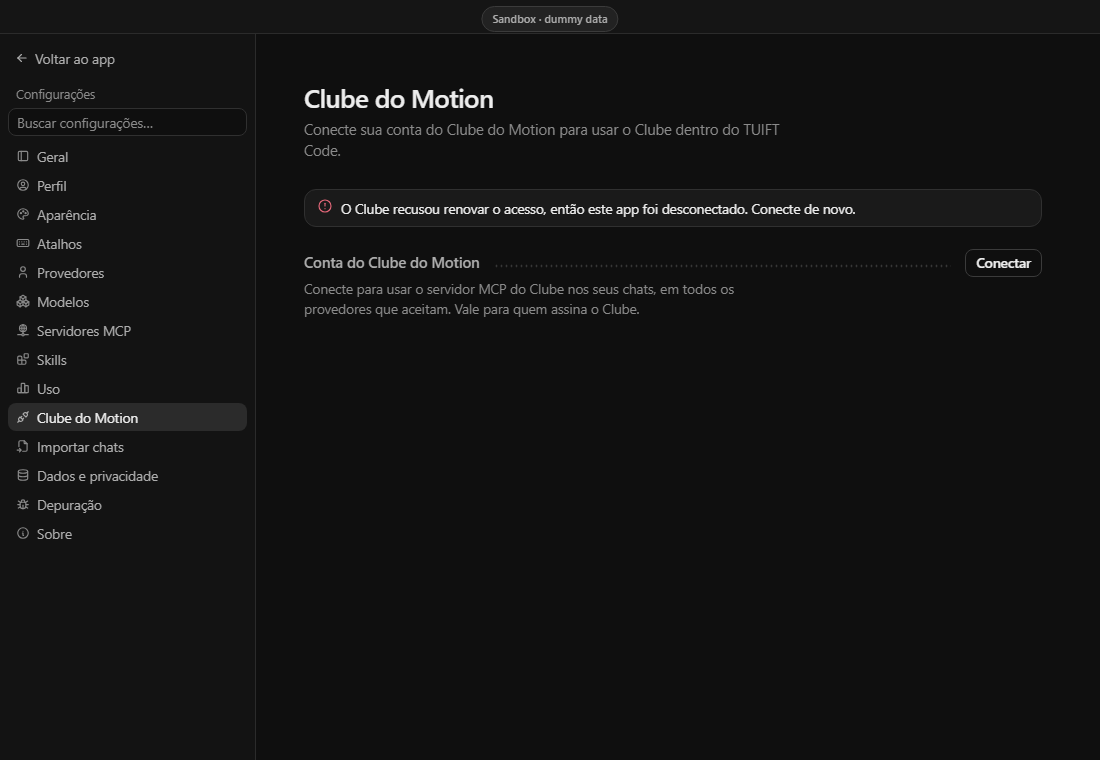 Sandbox · dummy data
Voltar ao app
Configurações
Buscar configurações...
Geral
Perfil
Aparência
Atalhos
Provedores
Modelos
Servidores MCP
Skills
Uso
Clube do Motion
Importar chats
Dados e privacidade
Depuração
Sobre
Clube do Motion
Conecte sua conta do Clube do Motion para usar o Clube dentro do TUIFT
Code.
O Clube recusou renovar o acesso, então este app foi desconectado. Conecte de novo.
Conta do Clube do Motion
Conectar
Conecte para usar o servidor MCP do Clube nos seus chats, em todos os
provedores que aceitam. Vale para quem assina o Clube.